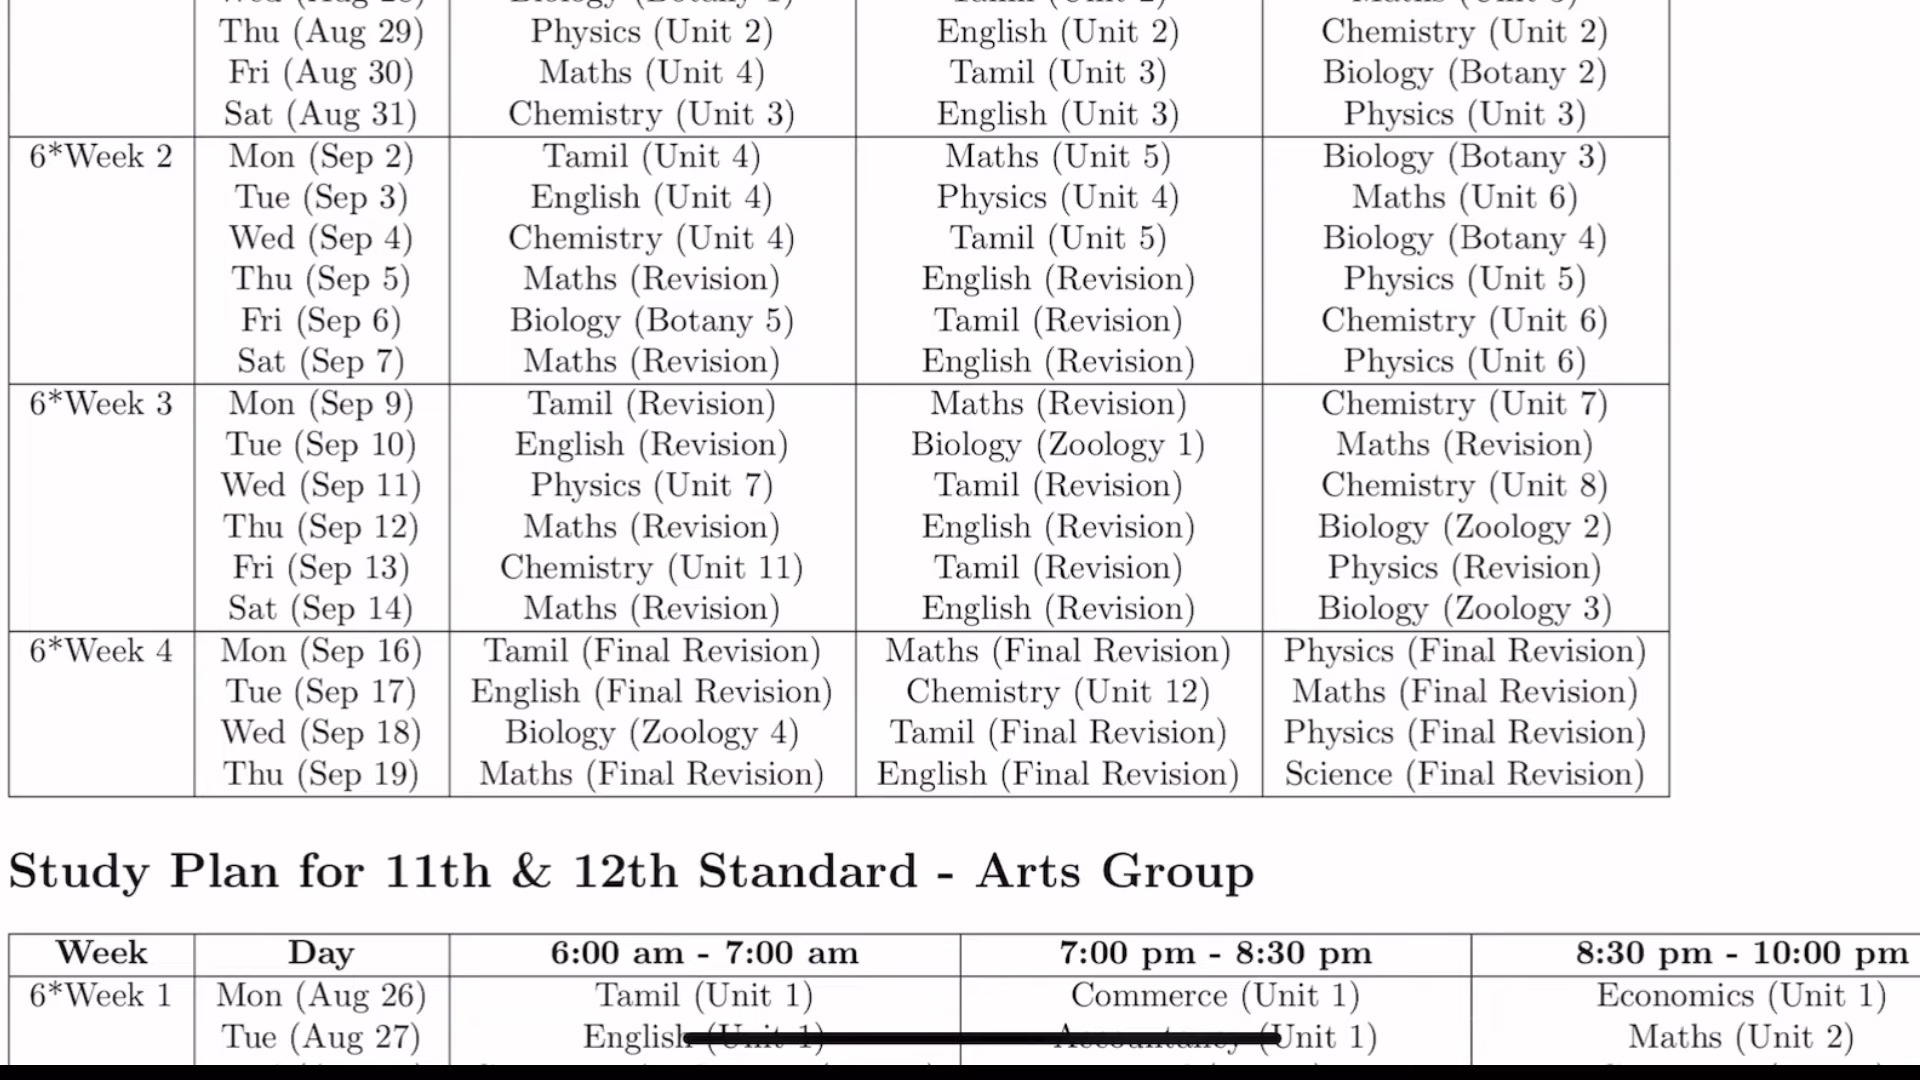 Thu (Aug 29) Physics (Unit 2) English (Unit 2) Chemistry (Unit 2)
Fri (Aug 30) Maths (Unit 4) Tamil (Unit 3) Biology (Botany 2)
Sat (Aug 31) Chemistry (Unit 3) English (Unit 3) Physics (Unit 3)
6*Week 2 Mon (Sep 2) Tamil (Unit 4) Maths (Unit 5) Biology (Botany 3)
Tue (Sep 3) English (Unit 4) Physics (Unit 4) Maths (Unit 6)
Wed (Sep 4) Chemistry (Unit 4) Tamil (Unit 5) Biology (Botany 4)
Thu (Sep 5) Maths (Revision) English (Revision) Physics (Unit 5)
Fri (Sep 6) Biology (Botany 5) Tamil (Revision) Chemistry (Unit 6)
Sat (Sep 7) Maths (Revision) English (Revision) Physics (Unit 6)
6*Week 3 Mon (Sep 9) Tamil (Revision) Maths (Revision) Chemistry (Unit 7)
Tue (Sep 10) English (Revision) Biology (Zoology 1) Maths (Revision)
Wed (Sep 11) Physics (Unit 7) Tamil (Revision) Chemistry (Unit 8)
Thu (Sep 12) Maths (Revision) English (Revision) Biology (Zoology 2)
Fri (Sep 13) Chemistry (Unit 11) Tamil (Revision) Physics (Revision)
Sat (Sep 14) Maths (Revision) English (Revision) Biology (Zoology 3)
6*Week 4 Mon (Sep 16) Tamil (Final Revision) Maths (Final Revision) Physics (Final Revision)
Tue (Sep 17) English (Final Revision) Chemistry (Unit 12) Maths (Final Revision)
Wed (Sep 18) Biology (Zoology 4) Tamil (Final Revision) Physics (Final Revision)
Thu (Sep 19) Maths (Final Revision) English (Final Revision) Science (Final Revision)
Study Plan for 11th & 12th Standard - Arts Group
Week Day 6:00 am - 7:00 am 7:00 pm - 8:30 pm 8:30 pm - 10:00 pm
6*Week 1 Mon (Aug 26) Tamil (Unit 1) Commerce (Unit 1) Economics (Unit 1)
Tue (Aug 27) English (Unit 1) Accountancy (Unit 1) Maths (Unit 2)